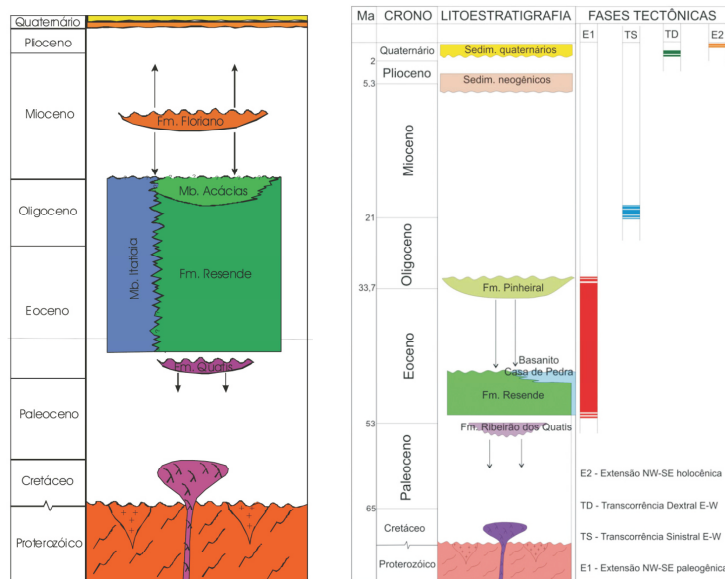 Quaternário
Plioceno
Mioceno
Fm. Floriano
Mb. Acácias
Oligoceno
Mb. Itatiaia
Fm. Resende
Eoceno
Fm. Quatis
Paleoceno
Cretáceo
Proterozóico
Ma
CRONO
LITOESTRATIGRAFIA
FASES TECTÔNICAS
E1
TS
TD
E2
Quaternário
Sedim. quaternários
2
Plioceno
Sedim. neogênicos
5,3
Mioceno
21
Oligoceno
33,7
Fm. Pinheiral
Eoceno
Basanito
Casa de Pedra
Fm. Resende
53
Fm. Ribeirão dos Quatis
Paleoceno
65
Cretáceo
Proterozóico
E2 - Extensão NW-SE holocênica
TD - Transcorrência Dextral E-W
TS - Transcorrência Sinistral E-W
E1 - Extensão NW-SE paleogênica